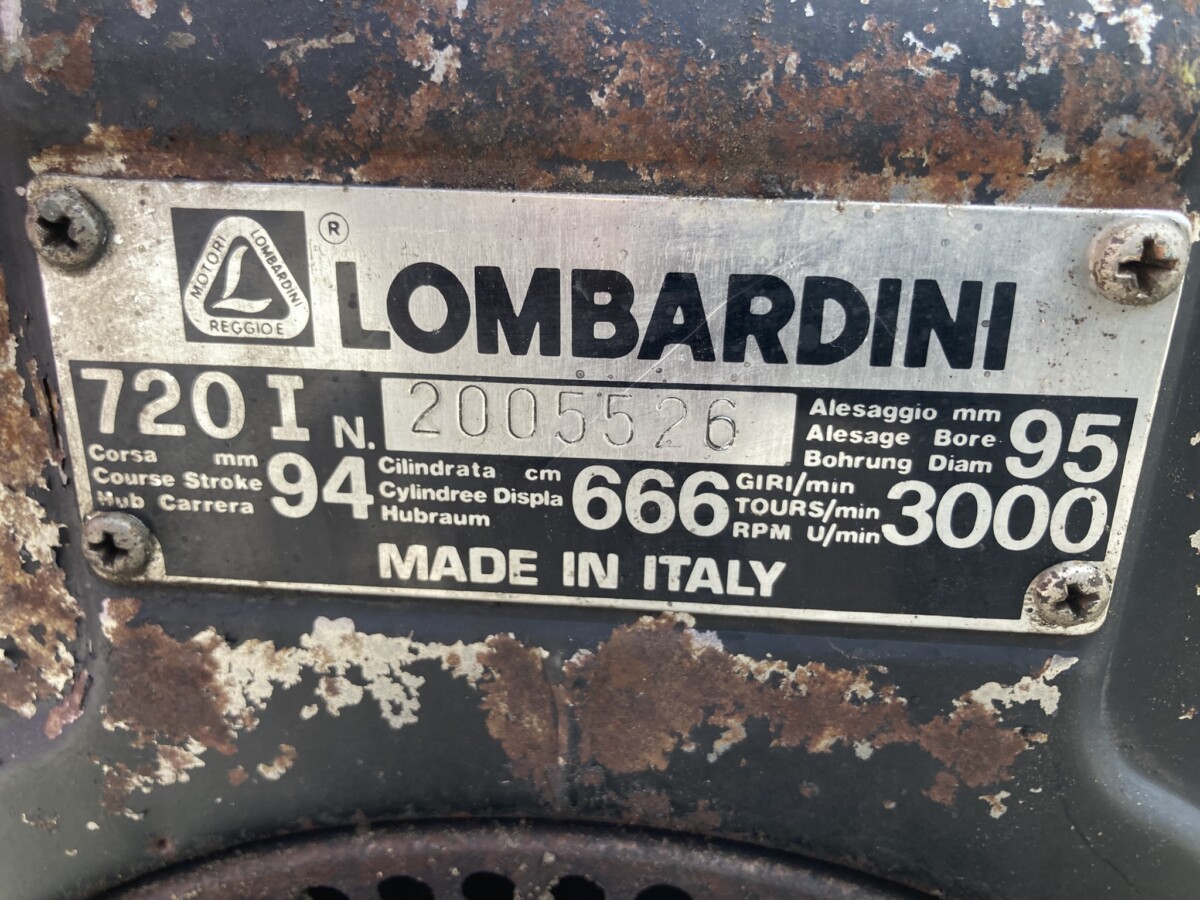 MOTORI LOMBARDINI
REGGIO E
®
LOMBARDINI
720 I N. 2005526
Alesaggio mm
Alesage Bore
Bohrung Diam
95
Corsa mm
Course Stroke
Hub Carrera
94
Cilindrata cm
Cylindree Displa
Hubraum
666
GIRI/min
TOURS/min
RPM U/min
3000
MADE IN ITALY